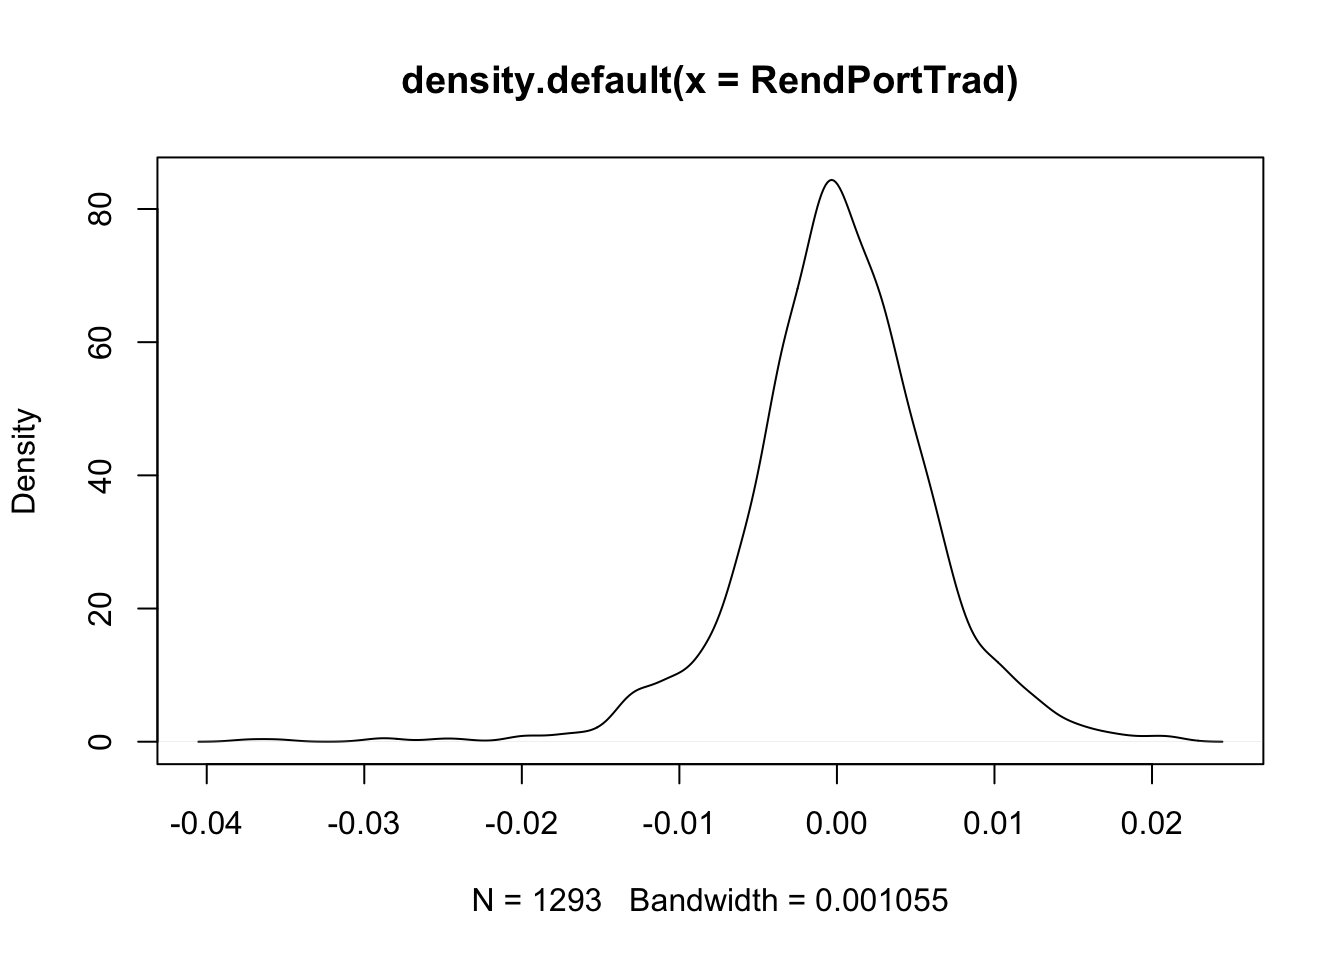 density.default(x = RendPortTrad)
Density
80
60
40
20
0
-0.04 -0.03 -0.02 -0.01 0.00 0.01 0.02
N = 1293 Bandwidth = 0.001055